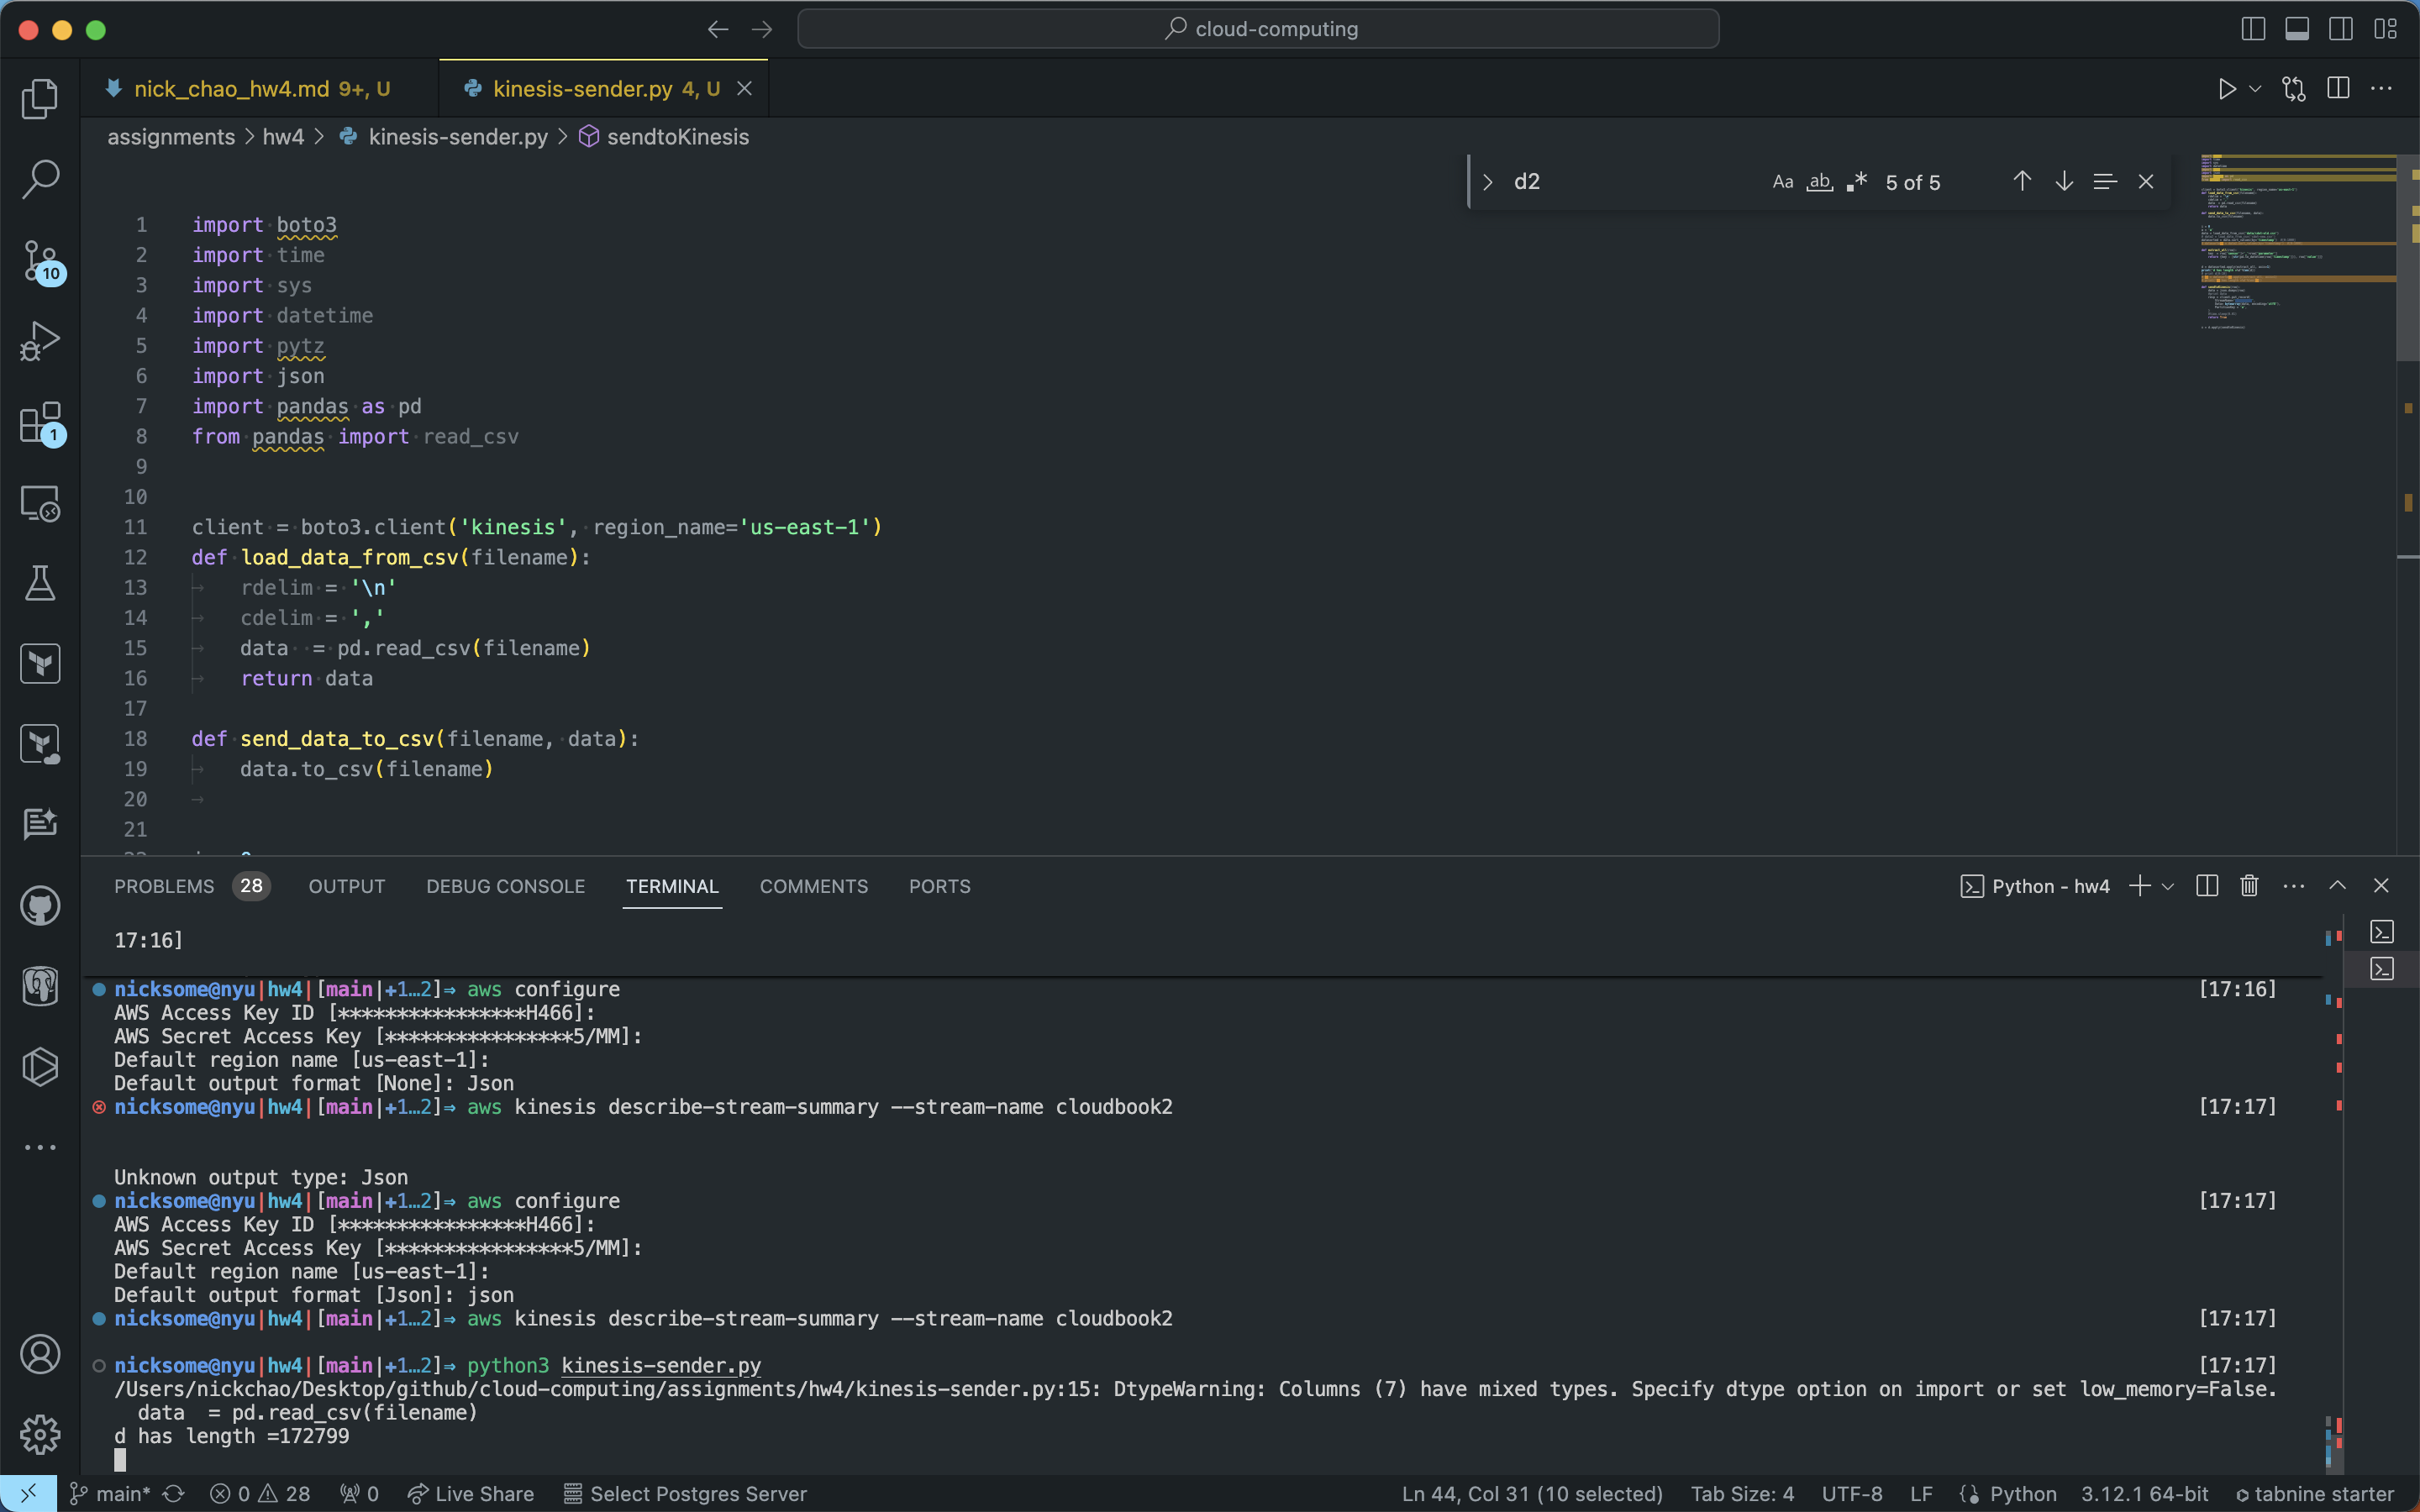 cloud-computing
nick_chao_hw4.md 9+, U
kinesis-sender.py 4, U
assignments > hw4 > kinesis-sender.py > sendtoKinesis
d2
Aa ab 5 of 5
1 import boto3
2 import time
3 import sys
4 import datetime
5 import pytz
6 import json
7 import pandas as pd
8 from pandas import read_csv
9
10
11 client = boto3.client('kinesis', region_name='us-east-1')
12 def load_data_from_csv(filename):
13 rdelim = '\n'
14 cdelim = ','
15 data  = pd.read_csv(filename)
16 return data
17
18 def send_data_to_csv(filename, data):
19 data.to_csv(filename)
20
21
10
1
PROBLEMS 28 OUTPUT DEBUG CONSOLE TERMINAL COMMENTS PORTS
Python - hw4
17:16]
nicksome@nyu|hw4|[main|+1…2]⇒ aws configure [17:16]
AWS Access Key ID [****************H466]:
AWS Secret Access Key [****************5/MM]:
Default region name [us-east-1]:
Default output format [None]: Json
nicksome@nyu|hw4|[main|+1…2]⇒ aws kinesis describe-stream-summary --stream-name cloudbook2 [17:17]
Unknown output type: Json
nicksome@nyu|hw4|[main|+1…2]⇒ aws configure [17:17]
AWS Access Key ID [****************H466]:
AWS Secret Access Key [****************5/MM]:
Default region name [us-east-1]:
Default output format [Json]: json
nicksome@nyu|hw4|[main|+1…2]⇒ aws kinesis describe-stream-summary --stream-name cloudbook2 [17:17]
nicksome@nyu|hw4|[main|+1…2]⇒ python3 kinesis-sender.py [17:17]
/Users/nickchao/Desktop/github/cloud-computing/assignments/hw4/kinesis-sender.py:15: DtypeWarning: Columns (7) have mixed types. Specify dtype option on import or set low_memory=False.
data  = pd.read_csv(filename)
d has length =172799
main* 0 28 0 Live Share Select Postgres Server Ln 44, Col 31 (10 selected) Tab Size: 4 UTF-8 LF Python 3.12.1 64-bit tabnine starter